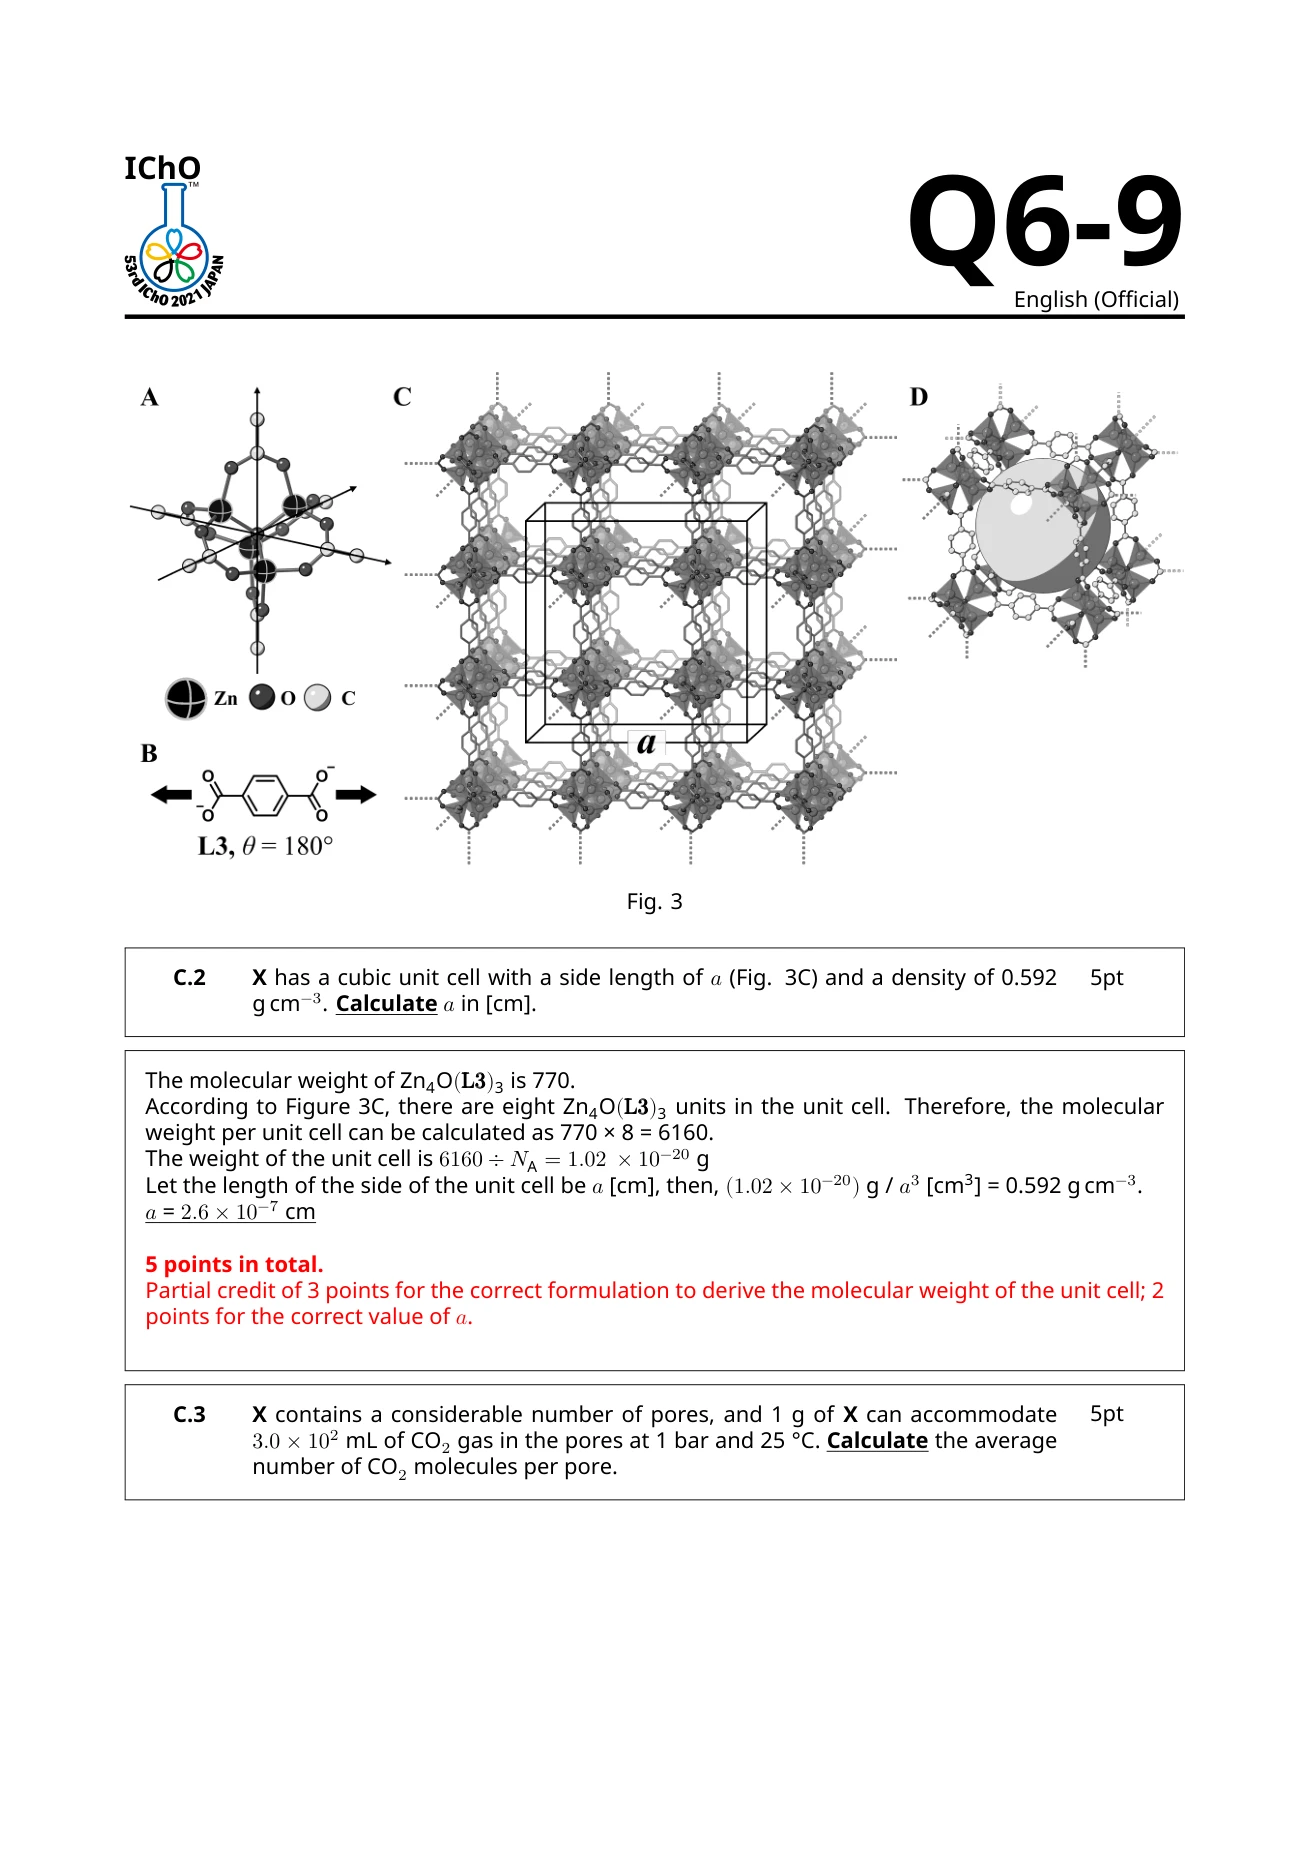 IChO
TM
53rd IChO 2021 JAPAN
Q6-9
English (Official)
A
C
D
Zn O C
B
O O⁻
⁻O O
L3, θ = 180°
a
Fig. 3
C.2 X has a cubic unit cell with a side length of a (Fig. 3C) and a density of 0.592 5pt
g cm⁻³. Calculate a in [cm].
The molecular weight of Zn₄O(L3)₃ is 770.
According to Figure 3C, there are eight Zn₄O(L3)₃ units in the unit cell. Therefore, the molecular
weight per unit cell can be calculated as 770 × 8 = 6160.
The weight of the unit cell is 6160 ÷ N_A = 1.02 × 10⁻²⁰ g
Let the length of the side of the unit cell be a [cm], then, (1.02 × 10⁻²⁰) g / a³ [cm³] = 0.592 g cm⁻³.
a = 2.6 × 10⁻⁷ cm
5 points in total.
Partial credit of 3 points for the correct formulation to derive the molecular weight of the unit cell; 2
points for the correct value of a.
C.3 X contains a considerable number of pores, and 1 g of X can accommodate 5pt
3.0 × 10² mL of CO₂ gas in the pores at 1 bar and 25 °C. Calculate the average
number of CO₂ molecules per pore.